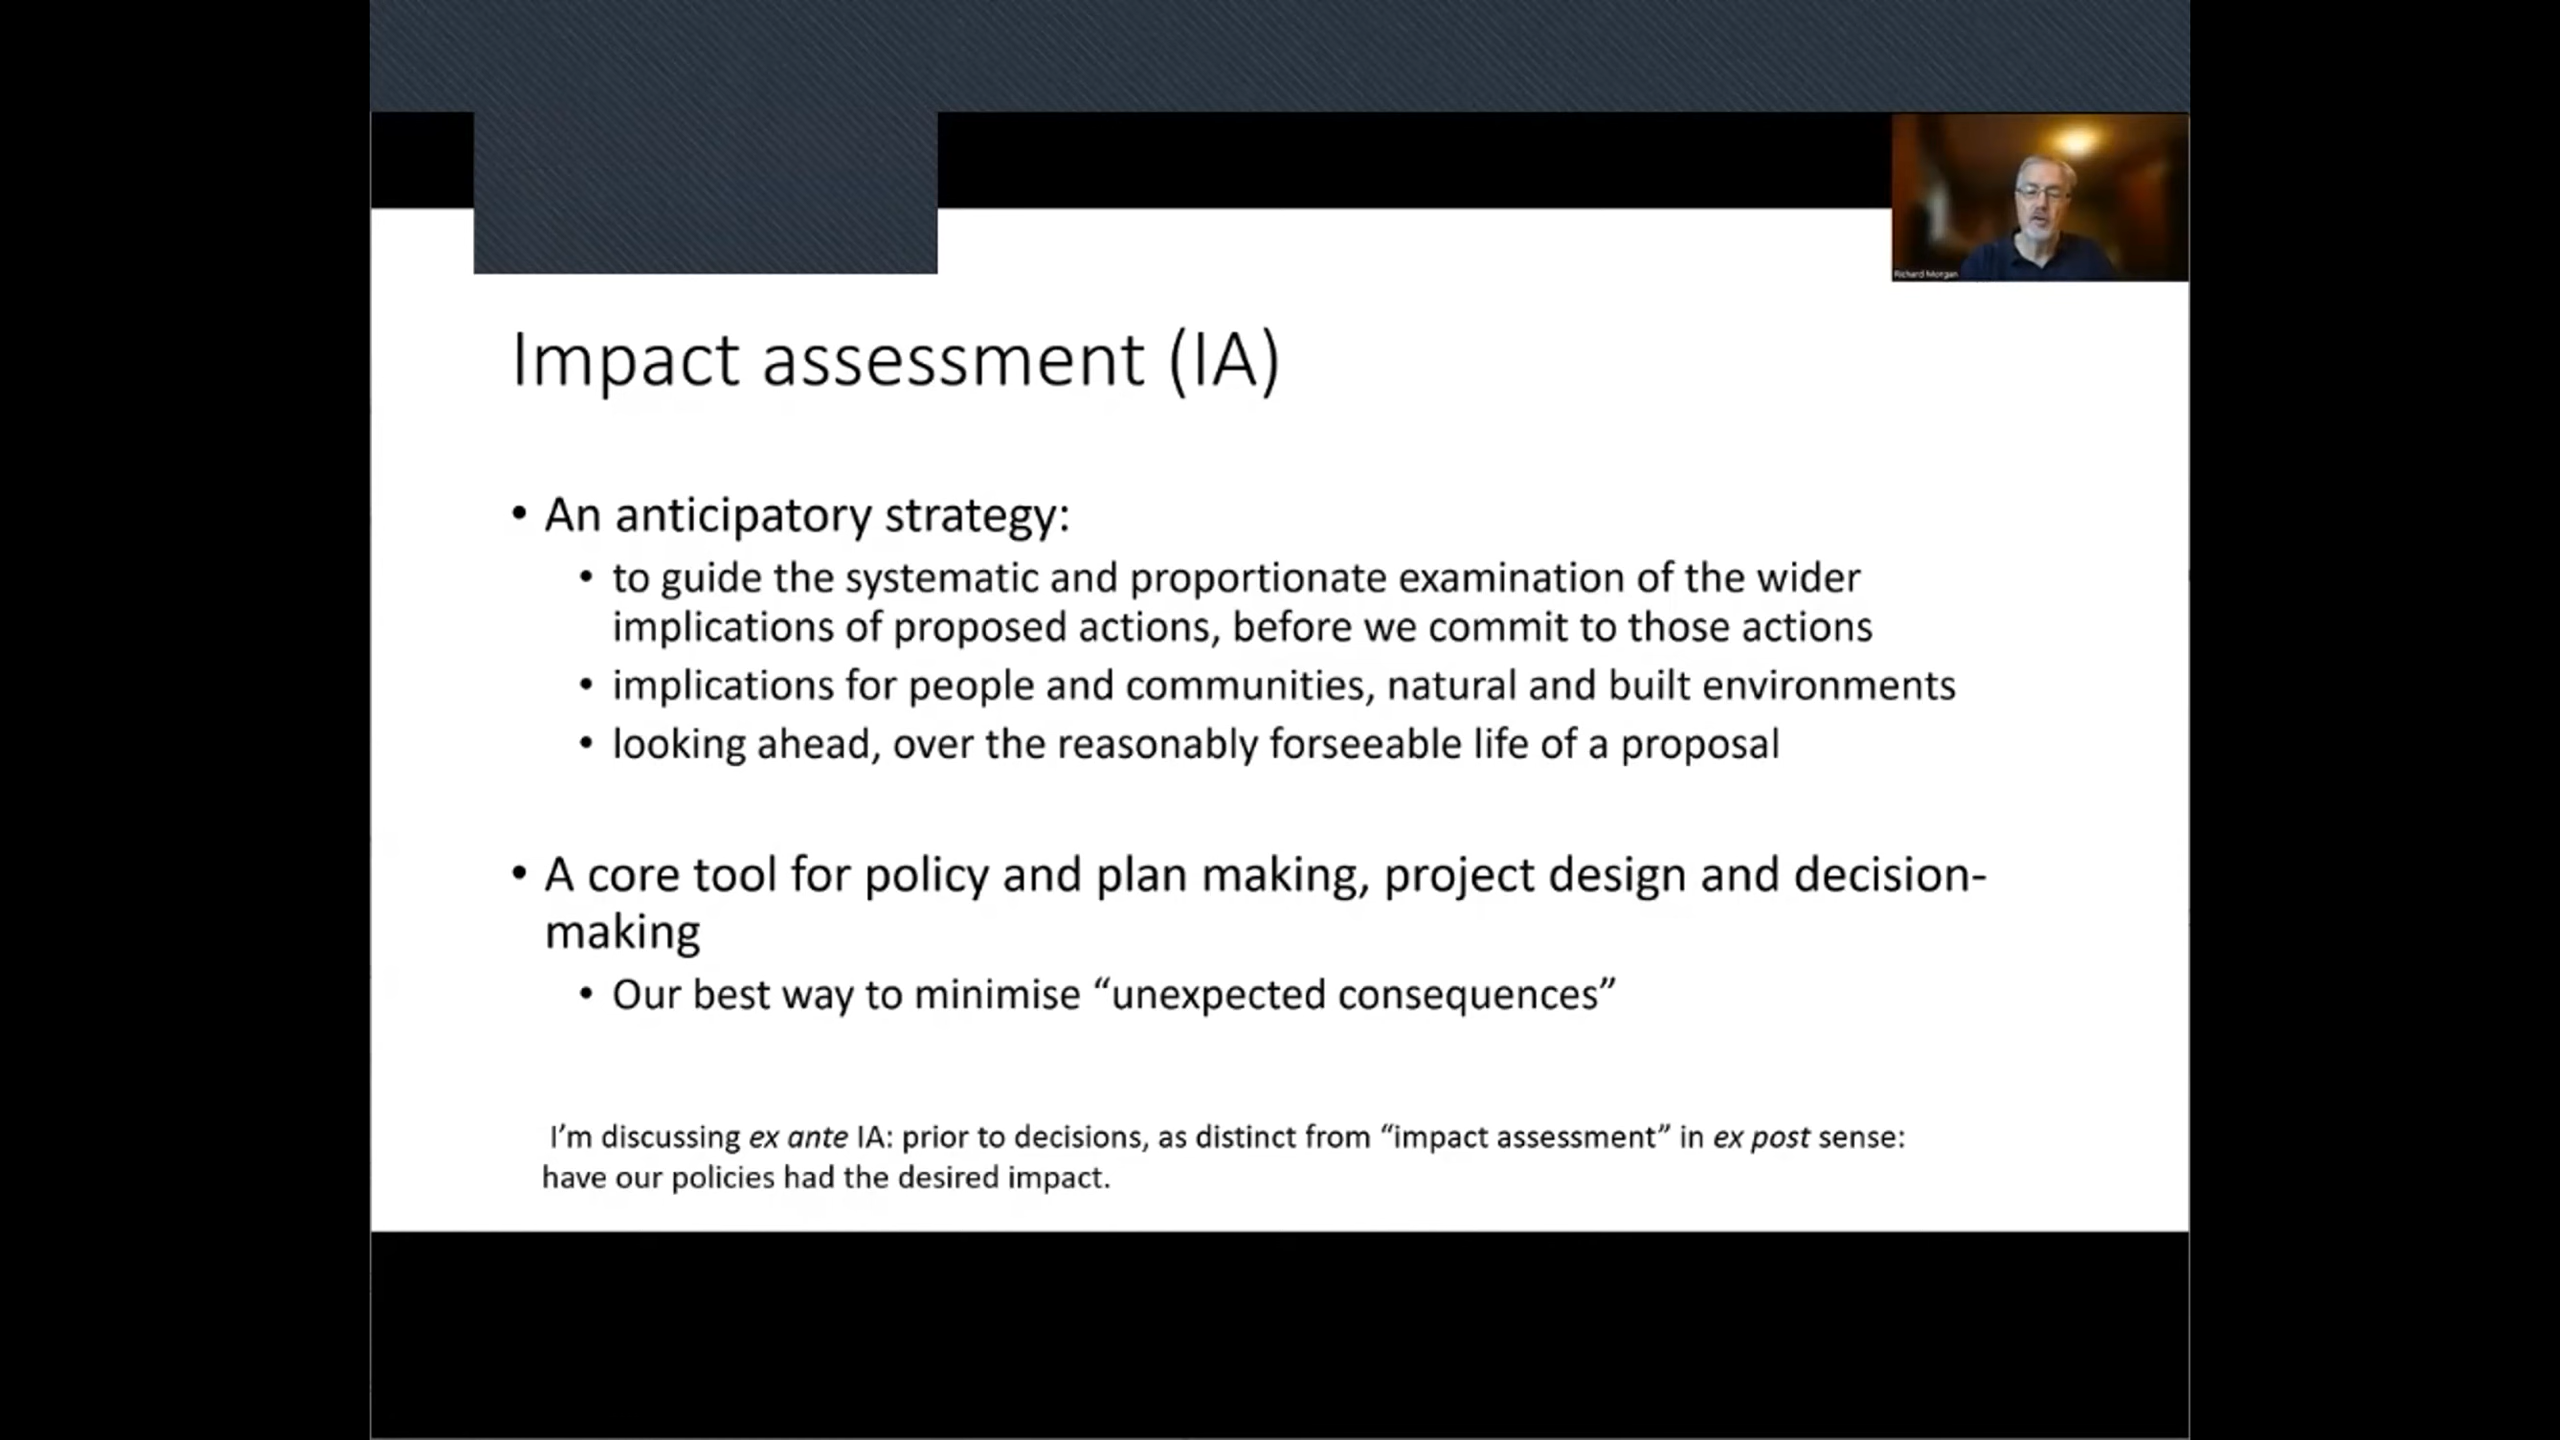 Richard Morgan
Impact assessment (IA)
• An anticipatory strategy:
• to guide the systematic and proportionate examination of the wider
implications of proposed actions, before we commit to those actions
• implications for people and communities, natural and built environments
• looking ahead, over the reasonably forseeable life of a proposal
• A core tool for policy and plan making, project design and decision-
making
• Our best way to minimise “unexpected consequences”
I’m discussing ex ante IA: prior to decisions, as distinct from “impact assessment” in ex post sense:
have our policies had the desired impact.